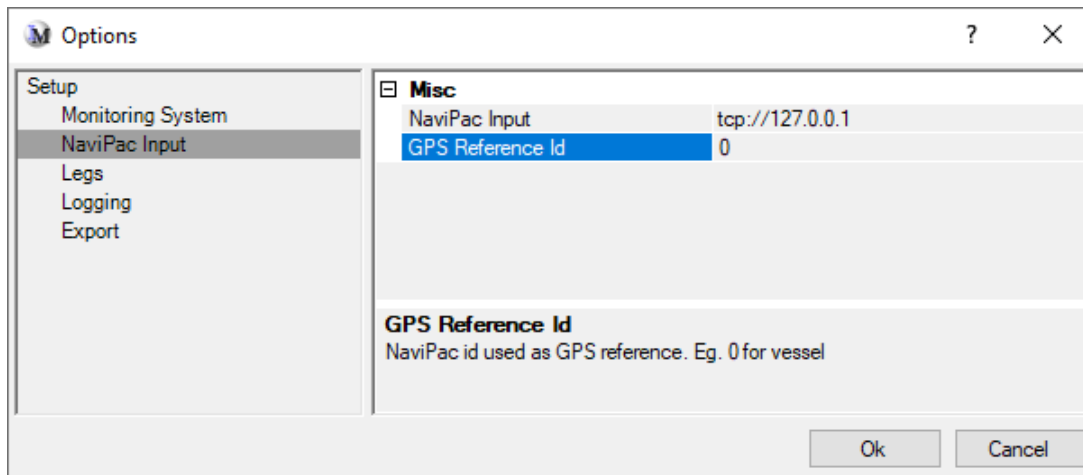 Options
Setup
Monitoring System
NaviPac Input
Legs
Logging
Export
Misc
NaviPac Input tcp://127.0.0.1
GPS Reference Id 0
GPS Reference Id
NaviPac id used as GPS reference. Eg. 0 for vessel
Ok Cancel